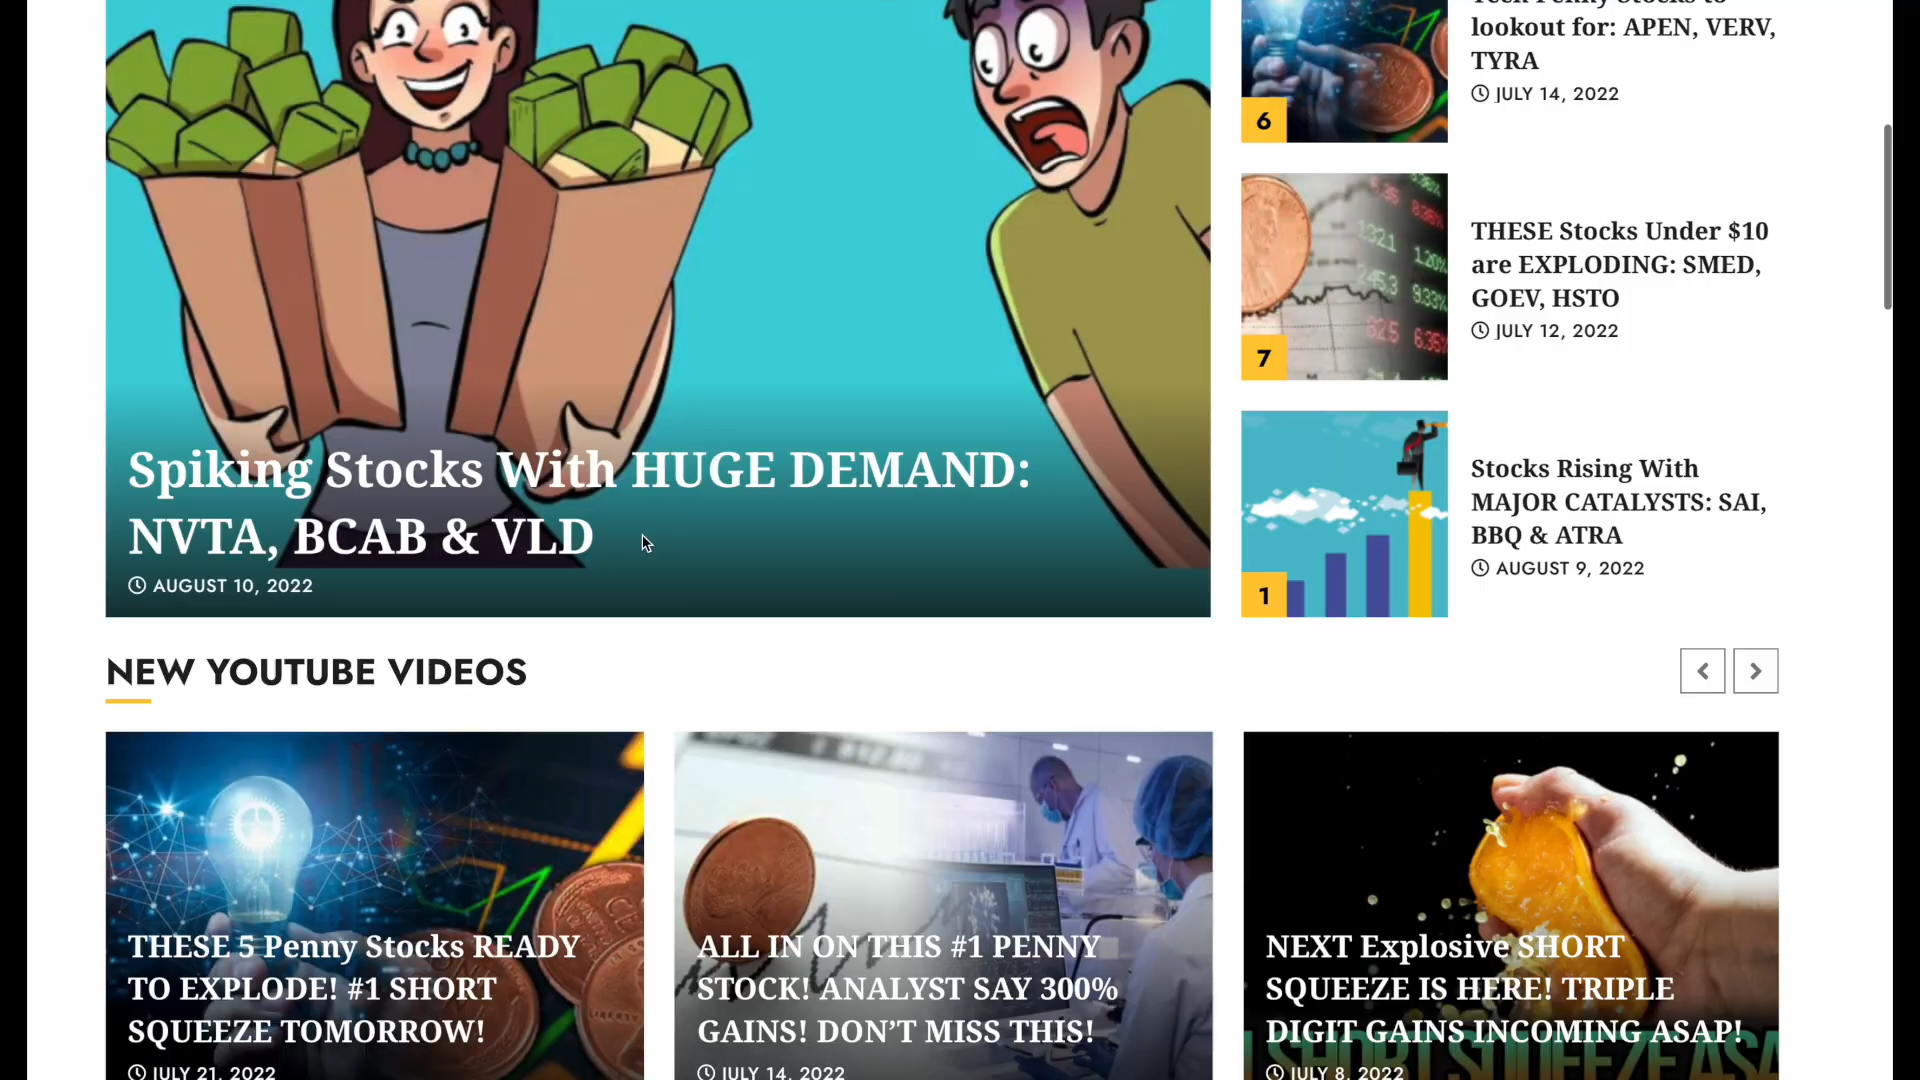 Spiking Stocks With HUGE DEMAND:
NVTA, BCAB & VLD
AUGUST 10, 2022
Tech Penny Stocks to
lookout for: APEN, VERV,
TYRA
JULY 14, 2022
6
THESE Stocks Under $10
are EXPLODING: SMED,
GOEV, HSTO
JULY 12, 2022
7
Stocks Rising With
MAJOR CATALYSTS: SAI,
BBQ & ATRA
AUGUST 9, 2022
1
NEW YOUTUBE VIDEOS
THESE 5 Penny Stocks READY
TO EXPLODE! #1 SHORT
SQUEEZE TOMORROW!
JULY 21, 2022
ALL IN ON THIS #1 PENNY
STOCK! ANALYST SAY 300%
GAINS! DON’T MISS THIS!
JULY 14, 2022
NEXT Explosive SHORT
SQUEEZE IS HERE! TRIPLE
DIGIT GAINS INCOMING ASAP!
JULY 8, 2022